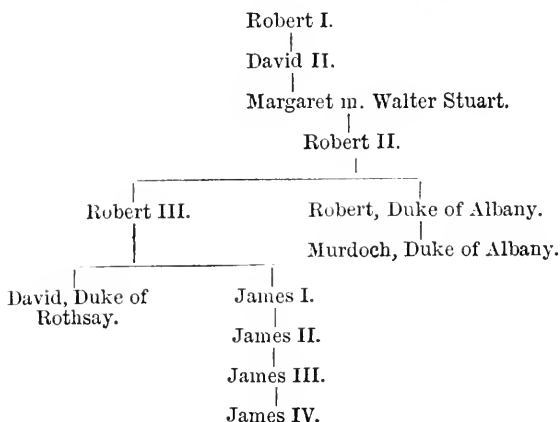 Robert I.
David II.
Margaret m. Walter Stuart.
Robert II.
Robert III.
Robert, Duke of Albany.
Murdoch, Duke of Albany.
David, Duke of
Rothsay.
James I.
James II.
James III.
James IV.